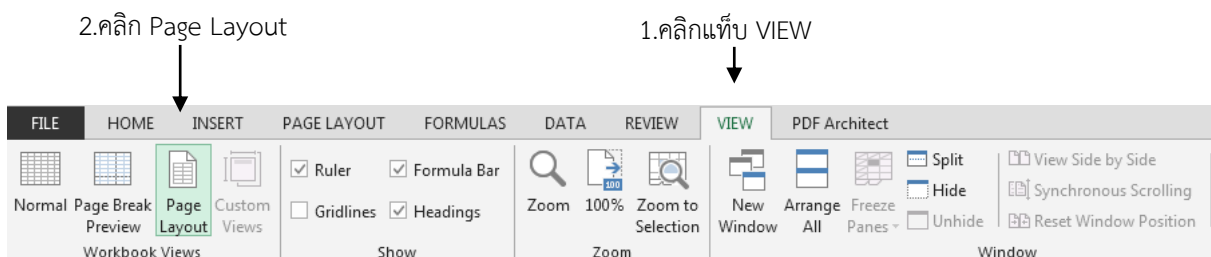 2.คลิก Page Layout
1.คลิกแท็บ VIEW
FILE HOME INSERT PAGE LAYOUT FORMULAS DATA REVIEW VIEW PDF Architect
Normal
Page Break Preview
Page Layout
Custom Views
Workbook Views
Ruler
Formula Bar
Gridlines
Headings
Show
Zoom
100
100%
Zoom to Selection
Zoom
New Window
Arrange All
Freeze Panes
Split
Hide
Unhide
View Side by Side
Synchronous Scrolling
Reset Window Position
Window